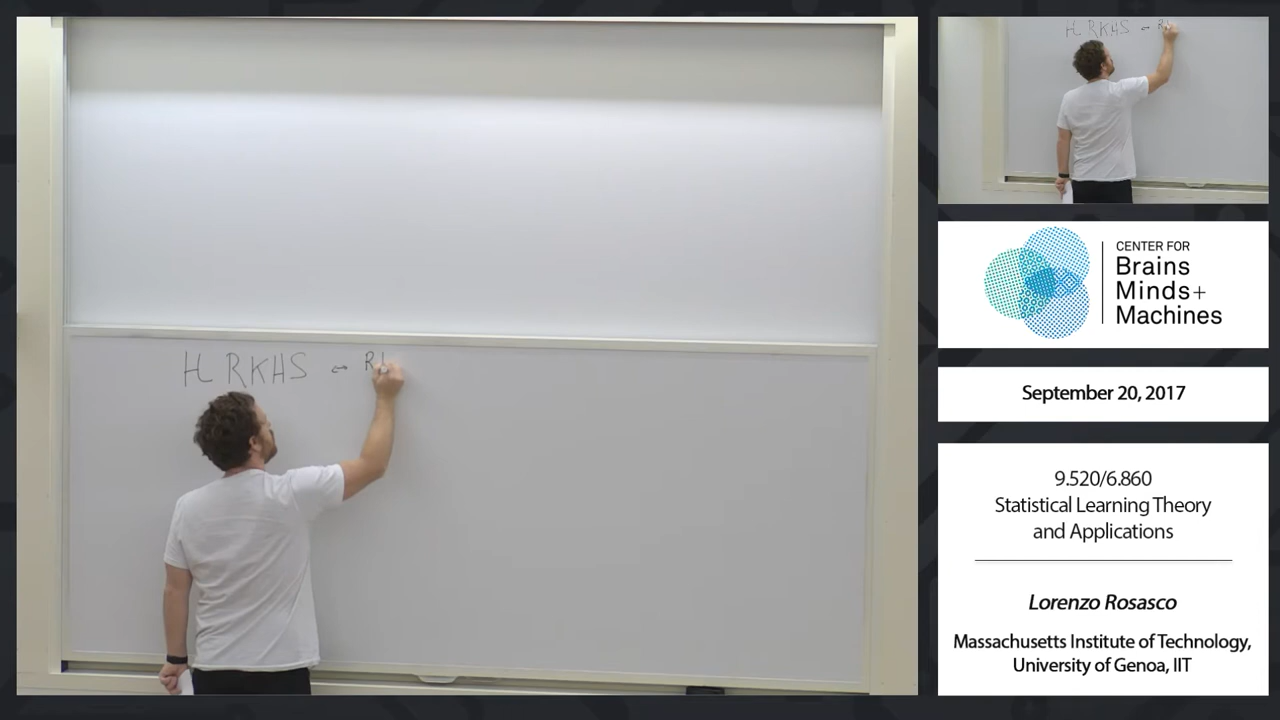 H RKHS ↔ R
H RKHS ↔ R
CENTER FOR
Brains
Minds+
Machines
September 20, 2017
9.520/6.860
Statistical Learning Theory
and Applications
Lorenzo Rosasco
Massachusetts Institute of Technology,
University of Genoa, IIT